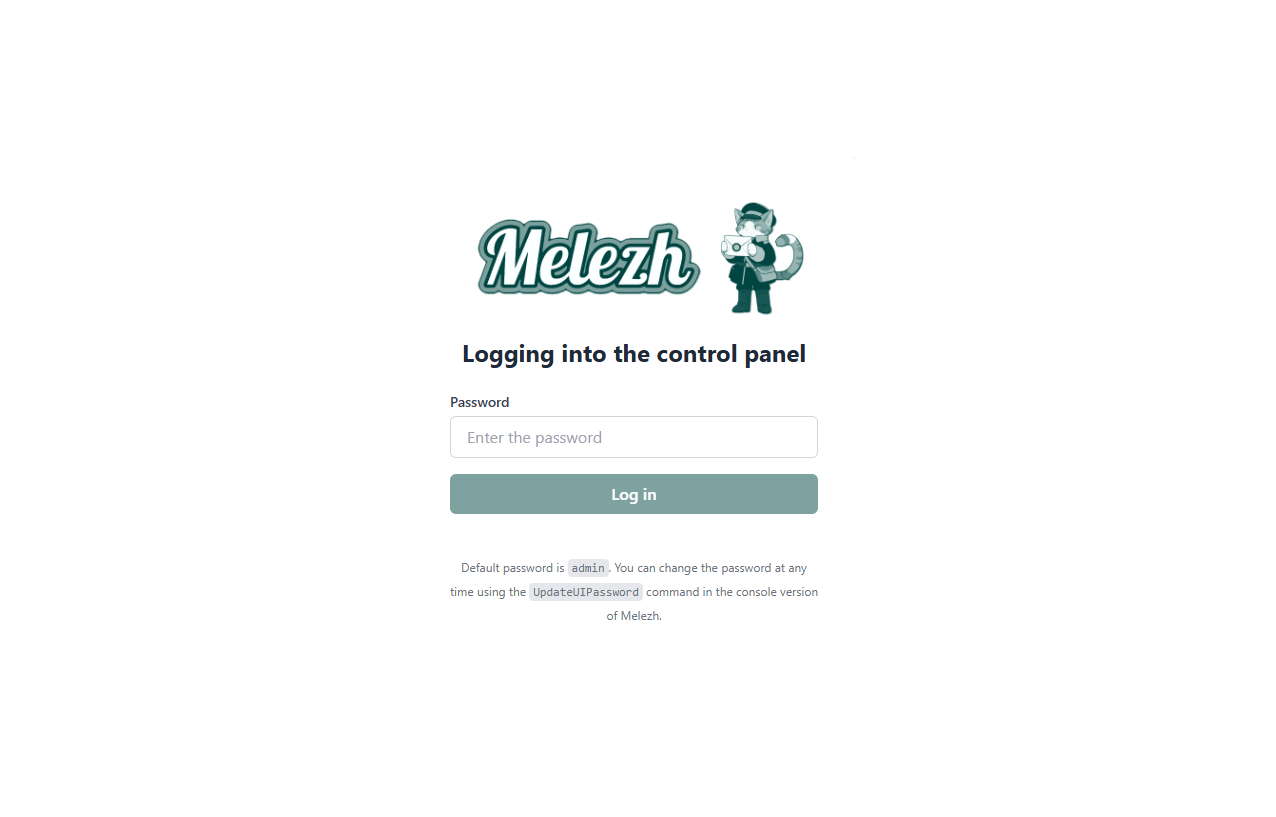 Melezh
Logging into the control panel
Password
Enter the password
Log in
Default password is admin. You can change the password at any
time using the UpdateUIPassword command in the console version
of Melezh.